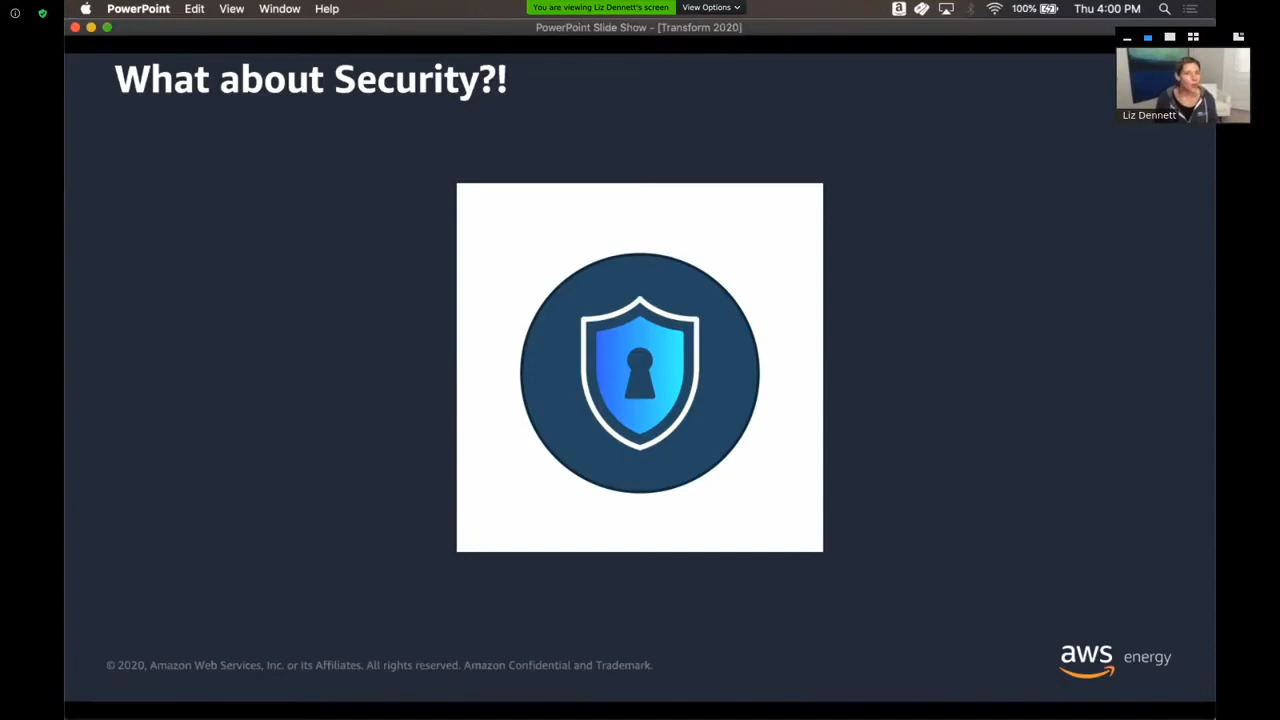 PowerPoint Edit View Window Help
You are viewing Liz Dennett's screen View Options
100% Thu 4:00 PM
PowerPoint Slide Show - [Transform 2020]
What about Security?!
Liz Dennett
© 2020, Amazon Web Services, Inc. or its Affiliates. All rights reserved. Amazon Confidential and Trademark.
aws energy